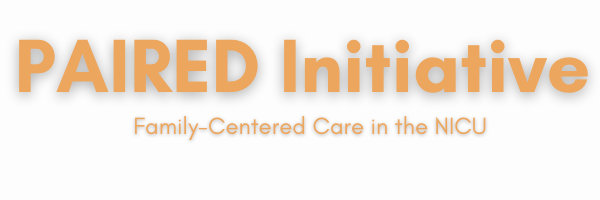 PAIRED Initiative
Family-Centered Care in the NICU